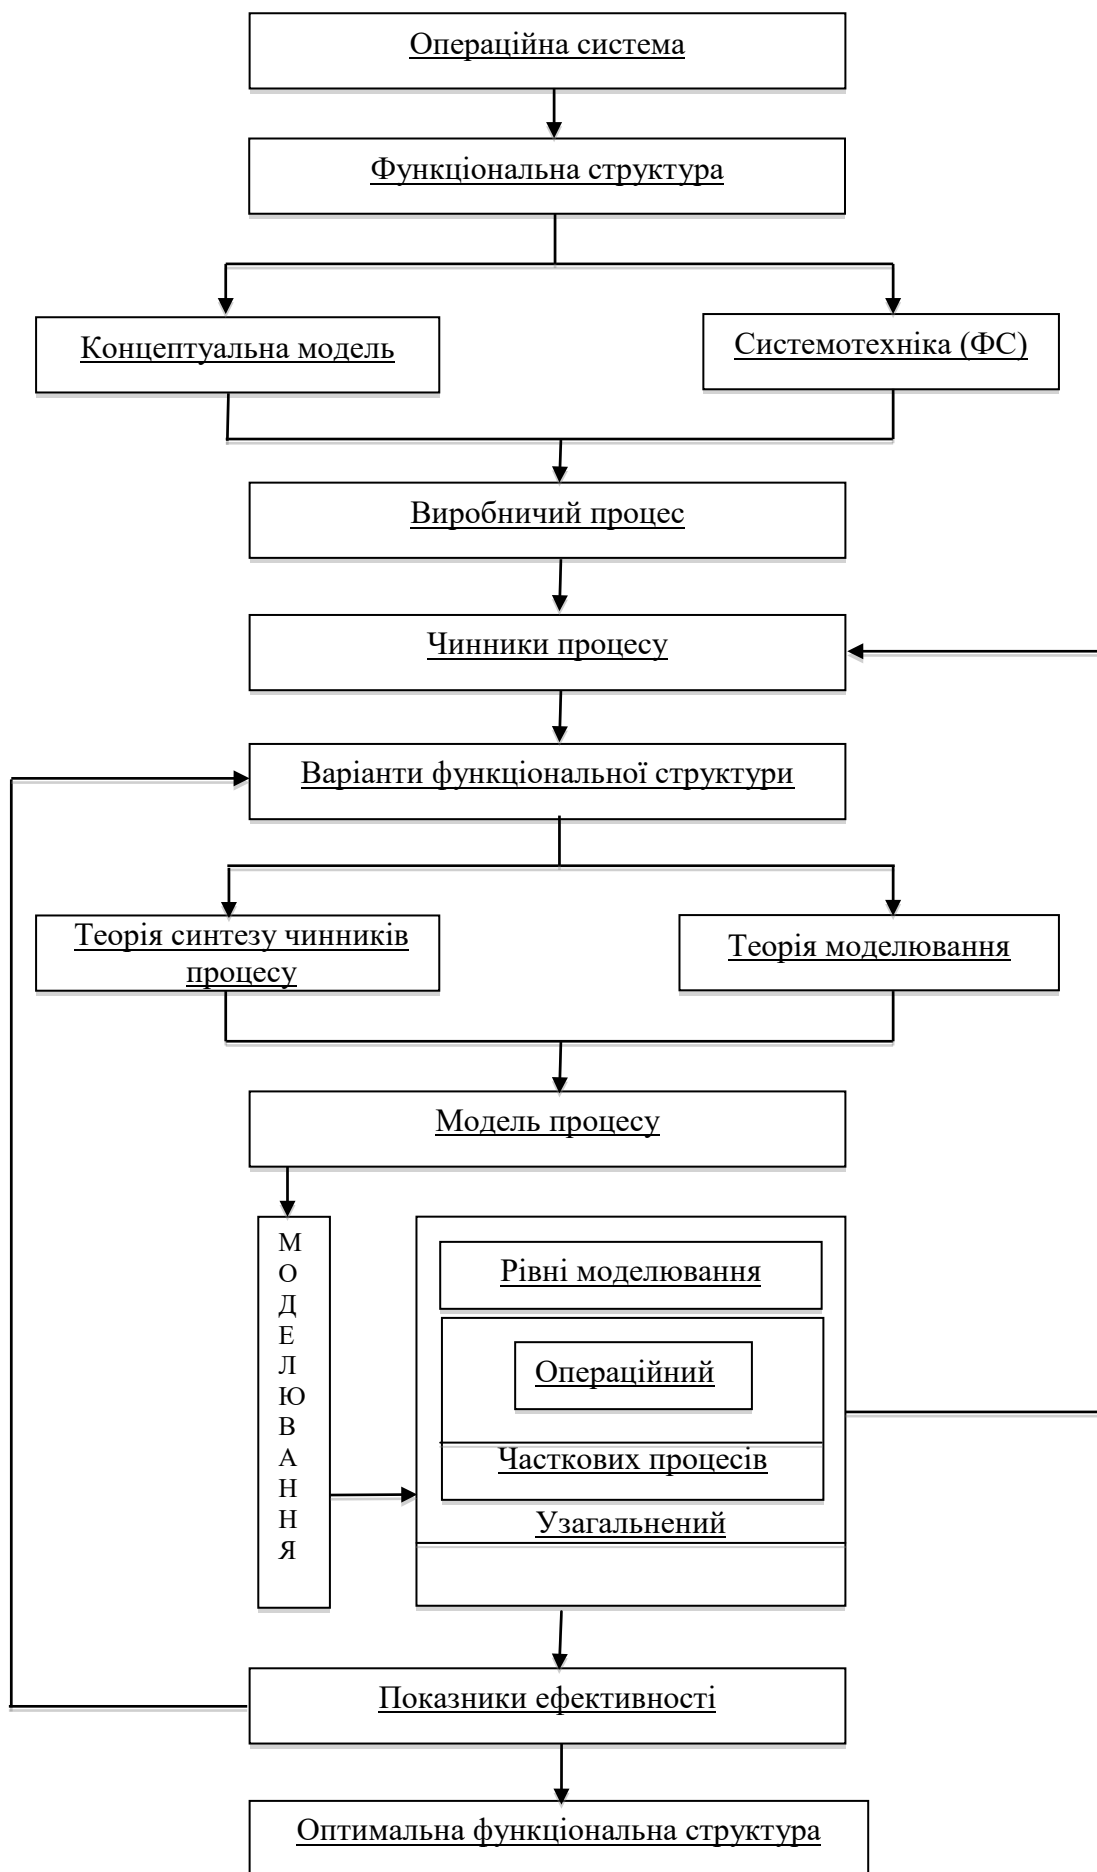 Операційна система
Функціональна структура
Концептуальна модель
Системотехніка (ФС)
Виробничий процес
Чинники процесу
Варіанти функціональної структури
Теорія синтезу чинників
процесу
Теорія моделювання
Модель процесу
М
О
Д
Е
Л
Ю
В
А
Н
Н
Я
Рівні моделювання
Операційний
Часткових процесів
Узагальнений
Показники ефективності
Оптимальна функціональна структура